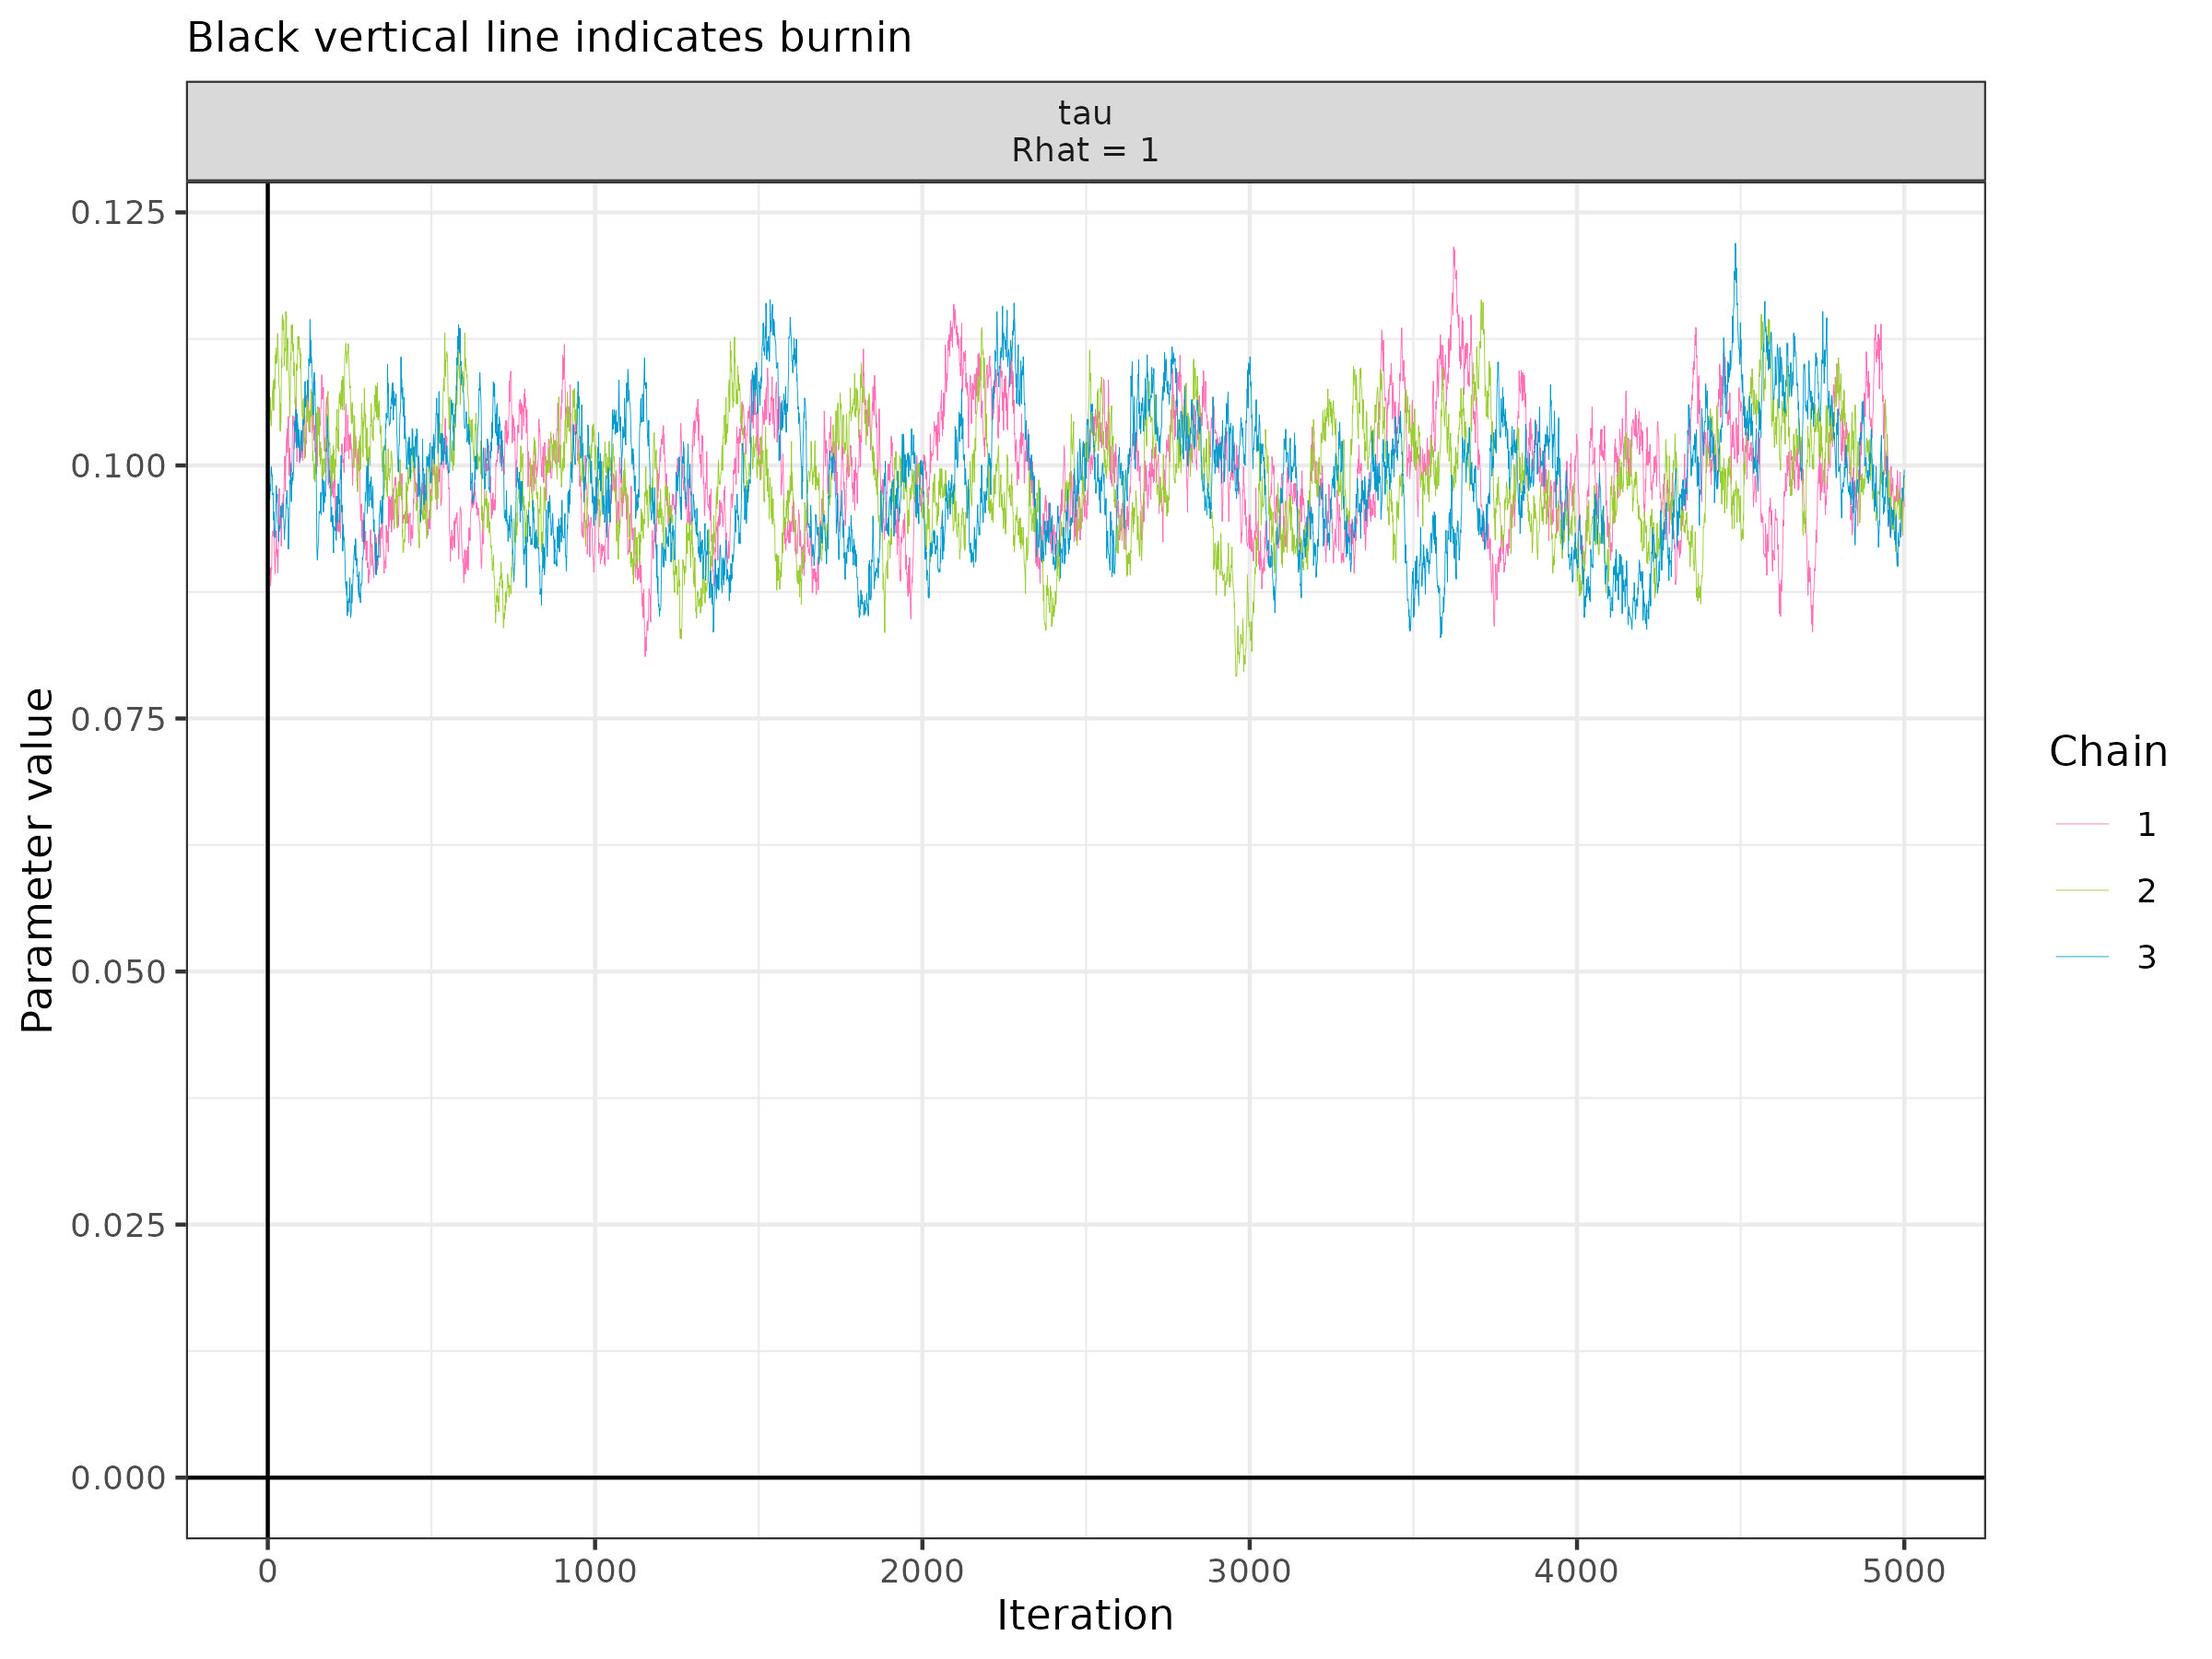 Black vertical line indicates burnin
tau
Rhat = 1
0.125
0.100
0.075
0.050
0.025
0.000
Parameter value
0
1000
2000
3000
4000
5000
Iteration
Chain
1
2
3